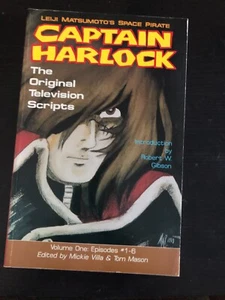 LEIJI MATSUMOTO'S SPACE PIRATE
CAPTAIN
HARLOCK
The
Original
Television
Scripts
Introduction
by
Robert W.
Gibson
Volume One: Episodes #1-6
Edited by Mickie Villa & Tom Mason